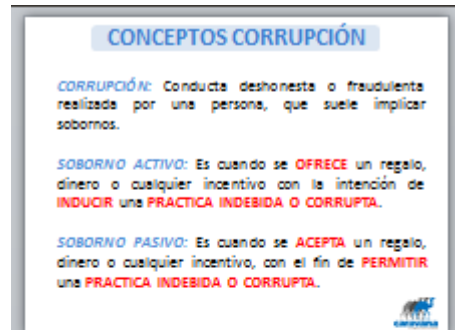 CONCEPTOS CORRUPCIÓN
CORRUPCIÓN: Conducta deshonesta o fraudulenta
realizada por una persona, que suele implicar
sobornos.
SOBORNO ACTIVO: Es cuando se OFRECE un regalo,
dinero o cualquier incentivo con la intención de
INDUCIR una PRACTICA INDEBIDA O CORRUPTA.
SOBORNO PASIVO: Es cuando se ACEPTA un regalo,
dinero o cualquier incentivo, con el fin de PERMITIR
una PRACTICA INDEBIDA O CORRUPTA.
caravana